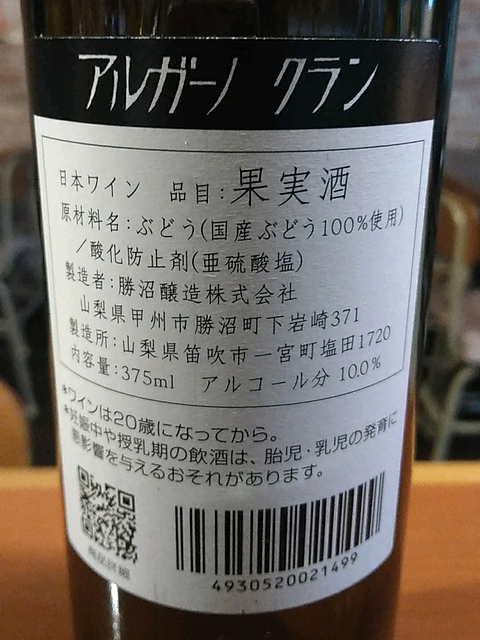 アルガーノ クラン
日本ワイン 品目:果実酒
原材料名:ぶどう(国産ぶどう100%使用)
/酸化防止剤(亜硫酸塩)
製造者:勝沼醸造株式会社
山梨県甲州市勝沼町下岩崎371
製造所:山梨県笛吹市一宮町塩田1720
内容量:375ml アルコール分 10.0%
*ワインは20歳になってから。
*妊娠中や授乳期の飲酒は、胎児・乳児の発育に
悪影響を与えるおそれがあります。
商品詳細
4930520021499